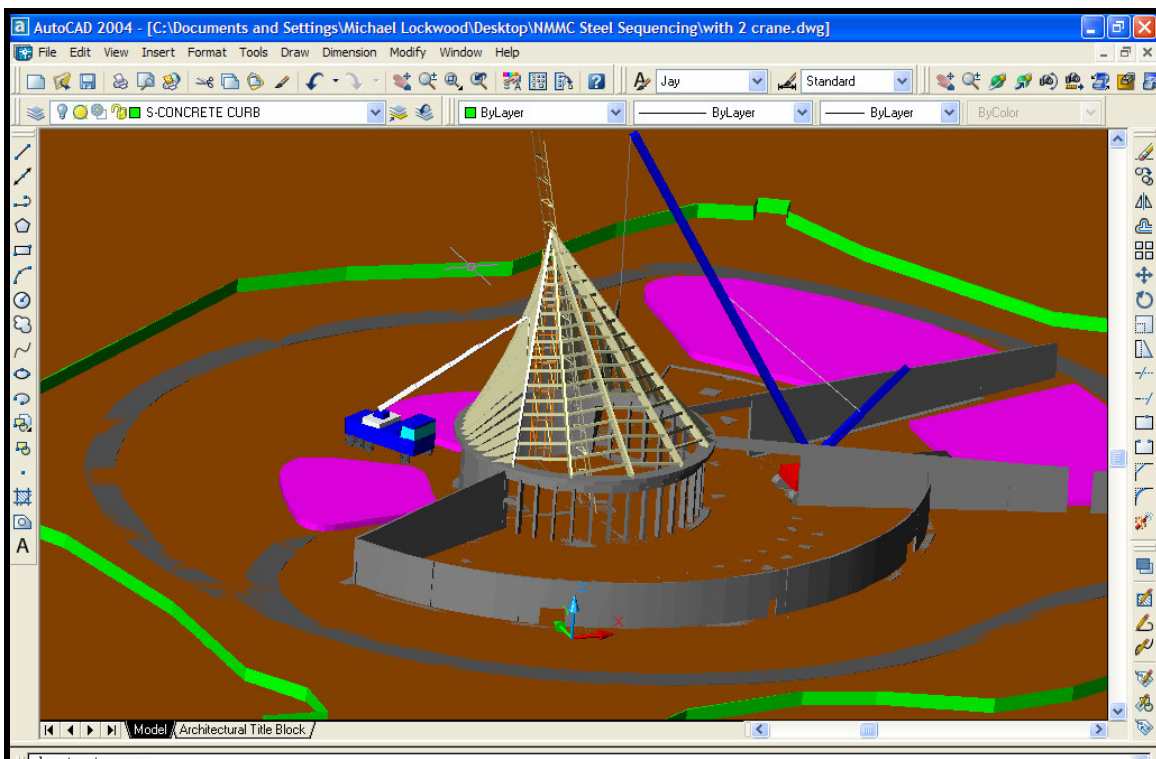 AutoCAD 2004 - [C:\Documents and Settings\Michael Lockwood\Desktop\NMMC Steel Sequencing\with 2 crane.dwg]
File Edit View Insert Format Tools Draw Dimension Modify Window Help
Jay Standard
S-CONCRETE CURB ByLayer ByLayer ByLayer ByColor
A
X
Model Architectural Title Block